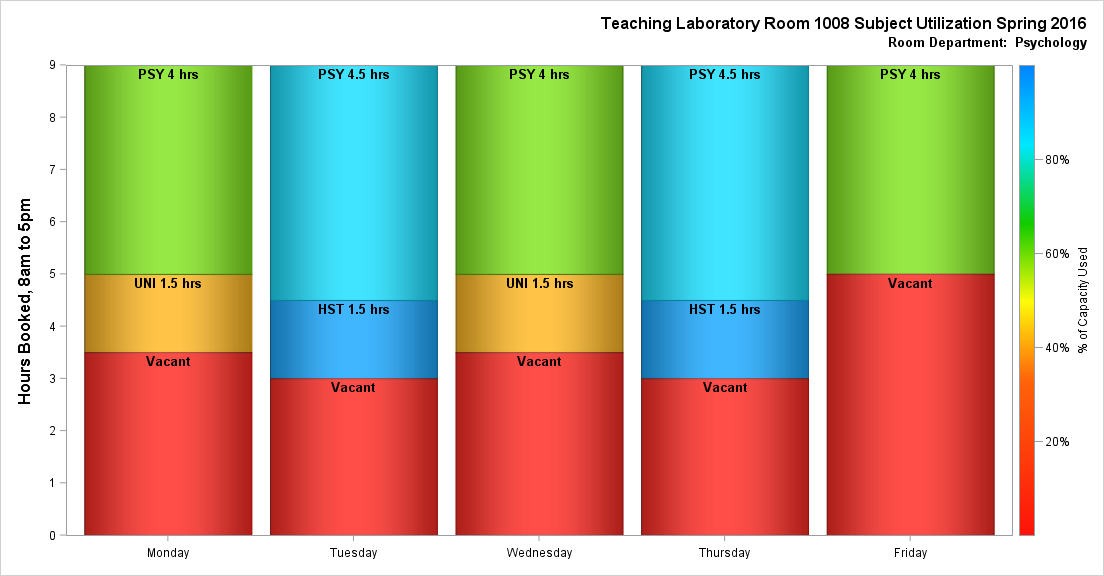 Teaching Laboratory Room 1008 Subject Utilization Spring 2016
Room Department:  Psychology
Hours Booked, 8am to 5pm
9
8
7
6
5
4
3
2
1
0
PSY 4 hrs
UNI 1.5 hrs
Vacant
PSY 4.5 hrs
HST 1.5 hrs
Vacant
PSY 4 hrs
UNI 1.5 hrs
Vacant
PSY 4.5 hrs
HST 1.5 hrs
Vacant
PSY 4 hrs
Vacant
Monday
Tuesday
Wednesday
Thursday
Friday
80%
60%
40%
20%
% of Capacity Used